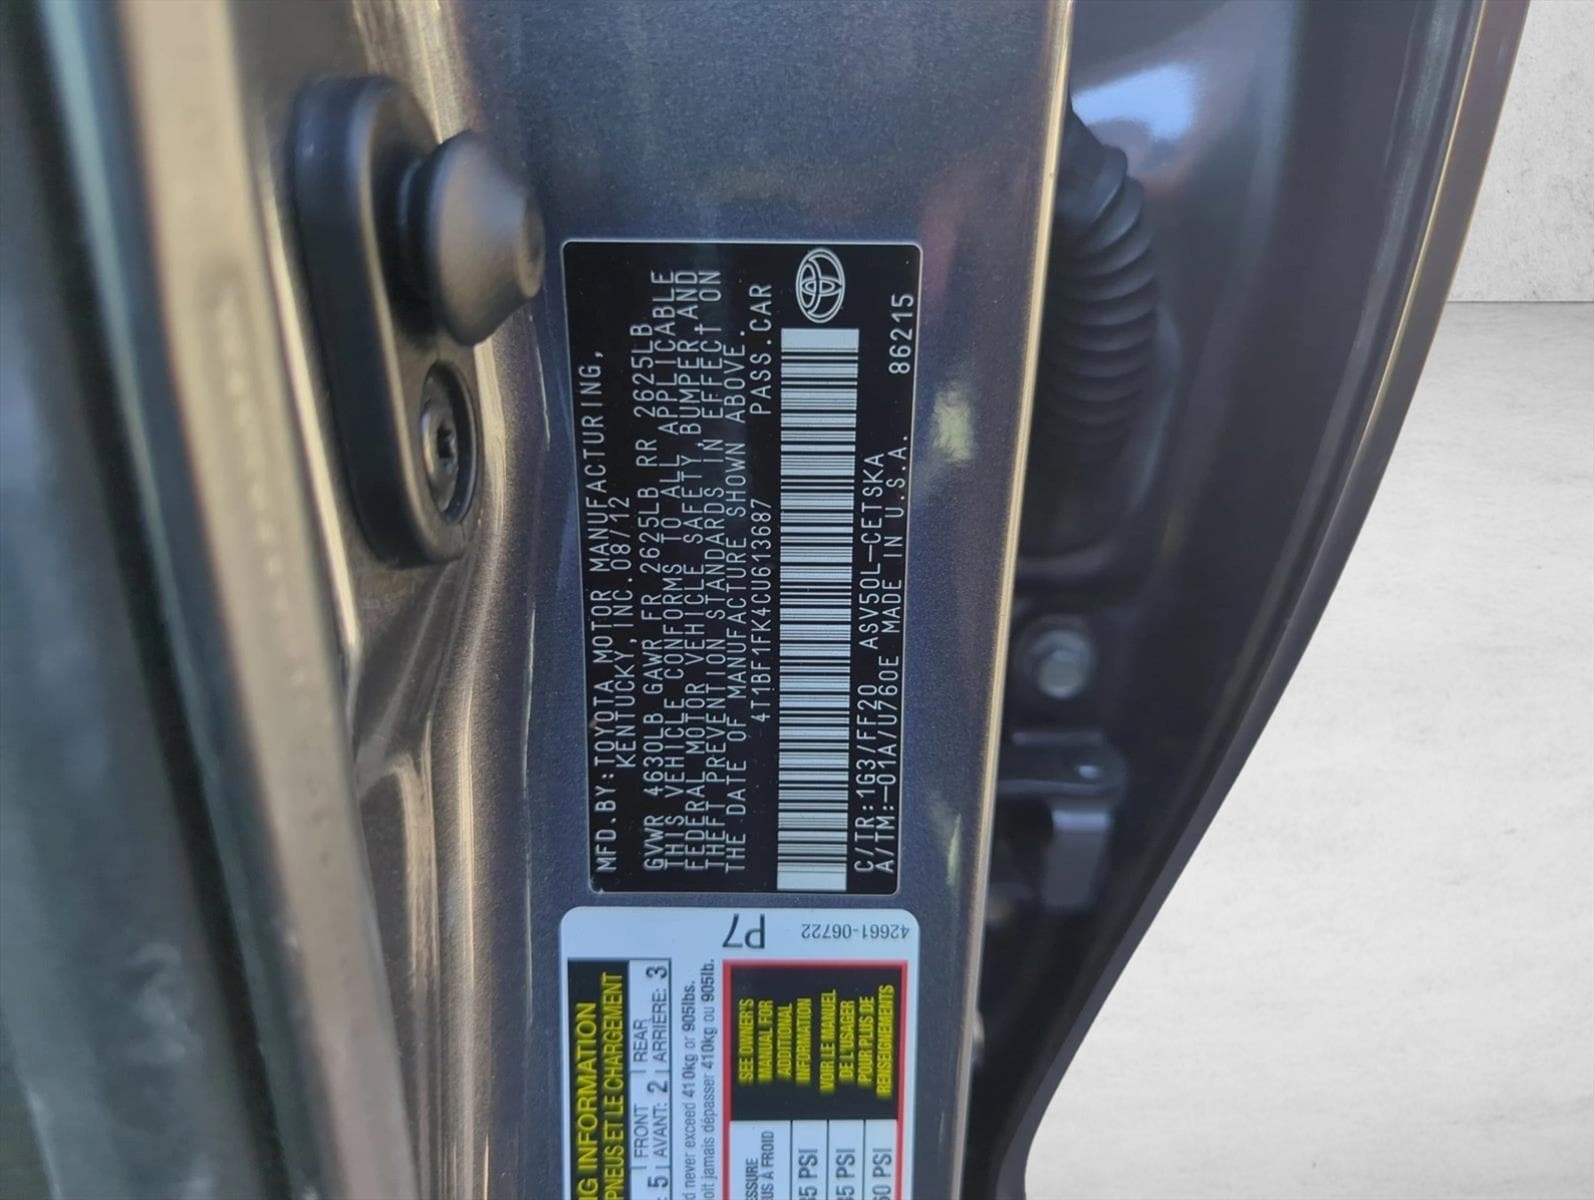 MFD.BY:TOYOTA MOTOR MANUFACTURING,
KENTUCKY, INC. 08/12
GVWR 4630LB GAWR FR 2625LB RR 2625LB
THIS VEHICLE CONFORMS TO ALL APPLICABLE
FEDERAL MOTOR VEHICLE SAFETY,BUMPER,AND
THEFT PREVENTION STANDARDS IN EFFECT ON
THE DATE OF MANUFACTURE SHOWN ABOVE.
4T1BF1FK4CU613687 PASS.CAR
C/TR:1G3/FF20 ASV50L-CETSKA 86215
A/TM:-01A/U760E MADE IN U.S.A.
P7
42661-06722
NG INFORMATION
PNEUS ET LE CHARGEMENT
5 FRONT AVANT: 2 REAR ARRIÈRE: 3
never exceed 410kg or 905lbs.
jamais dépasser 410kg ou 905lb.
SEE OWNER'S
MANUAL FOR
ADDITIONAL
INFORMATION
VOIR LE MANUEL
DE L'USAGER
POUR PLUS DE
RENSEIGNEMENTS
À FROID
35 PSI
35 PSI
60 PSI